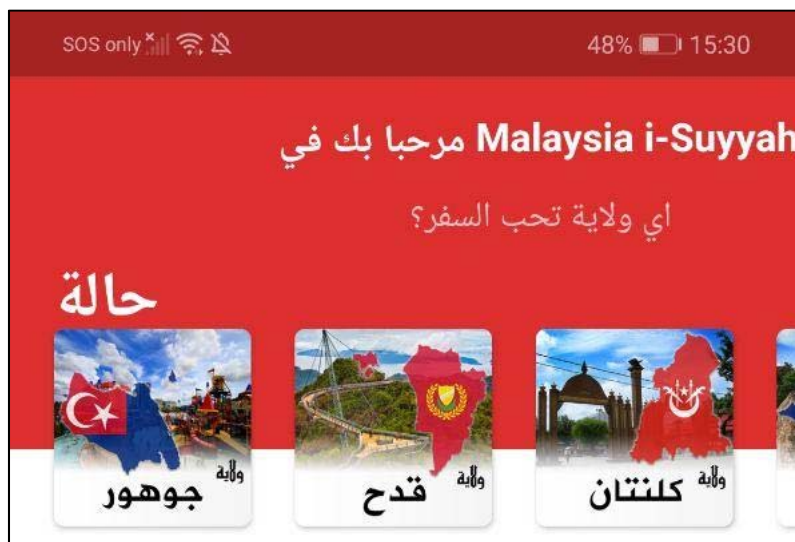 SOS only 48% 15:30
مرحبا بك في Malaysia i-Suyyah
اي ولاية تحب السفر؟
حالة
ولاية جوهور
ولاية قدح
ولاية كلنتان